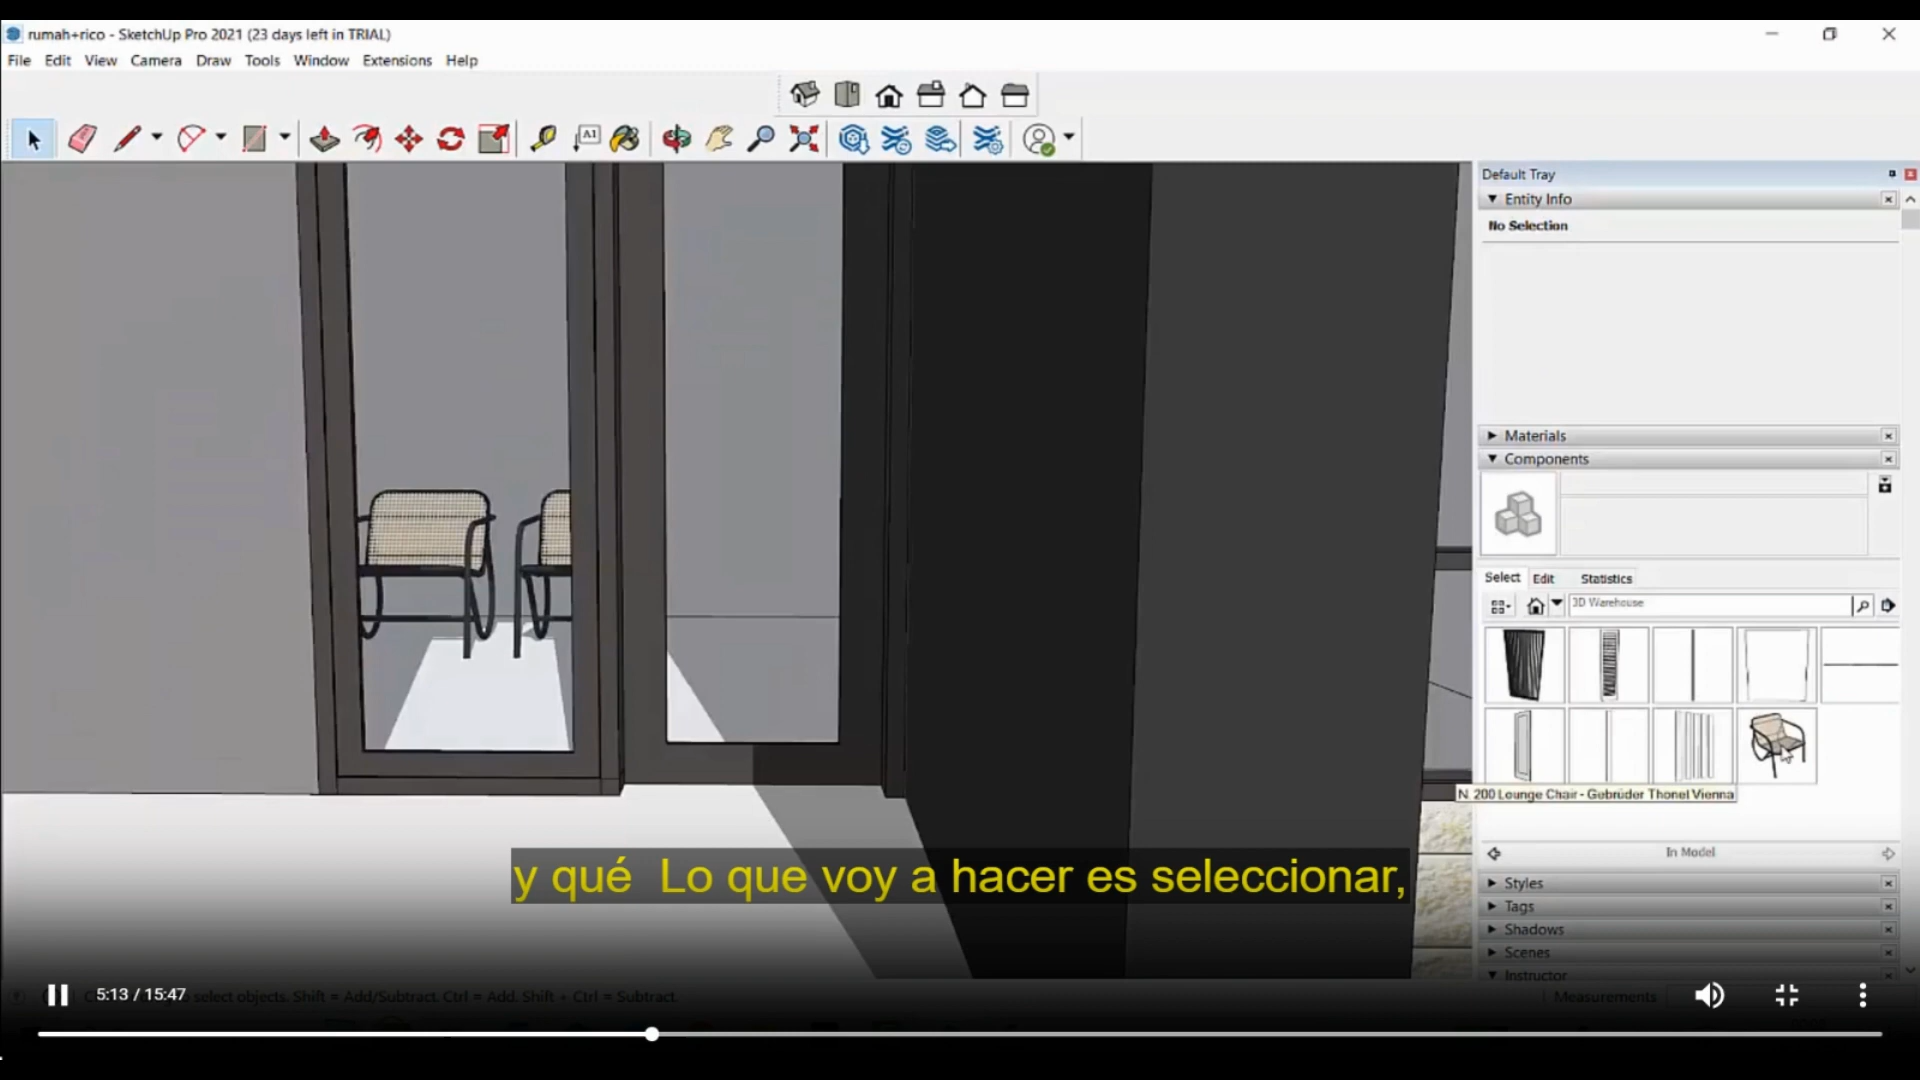 rumah+rico - SketchUp Pro 2021 (23 days left in TRIAL)
File Edit View Camera Draw Tools Window Extensions Help
A1
Default Tray
Entity Info
No Selection
Materials
Components
Select Edit Statistics
3D Warehouse
N. 200 Lounge Chair - Gebrüder Thonet Vienna
In Model
y qué Lo que voy a hacer es seleccionar,
Styles
Tags
Shadows
Scenes
Instructor
5:13 / 15:47
select objects. Shift = Add/Subtract. Ctrl = Add. Shift + Ctrl = Subtract.
Measurements